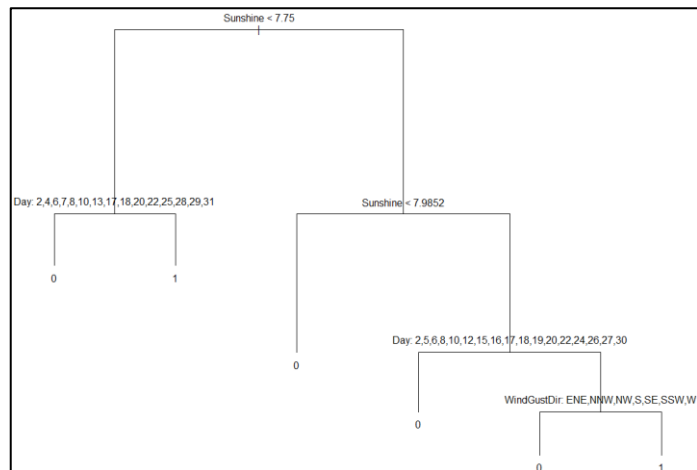 Sunshine < 7.75
Day: 2,4,6,7,8,10,13,17,18,20,22,25,28,29,31
Sunshine < 7.9852
0
1
Day: 2,5,6,8,10,12,15,16,17,18,19,20,22,24,26,27,30
0
WindGustDir: ENE,NNW,NW,S,SE,SSW,W
0
0
1